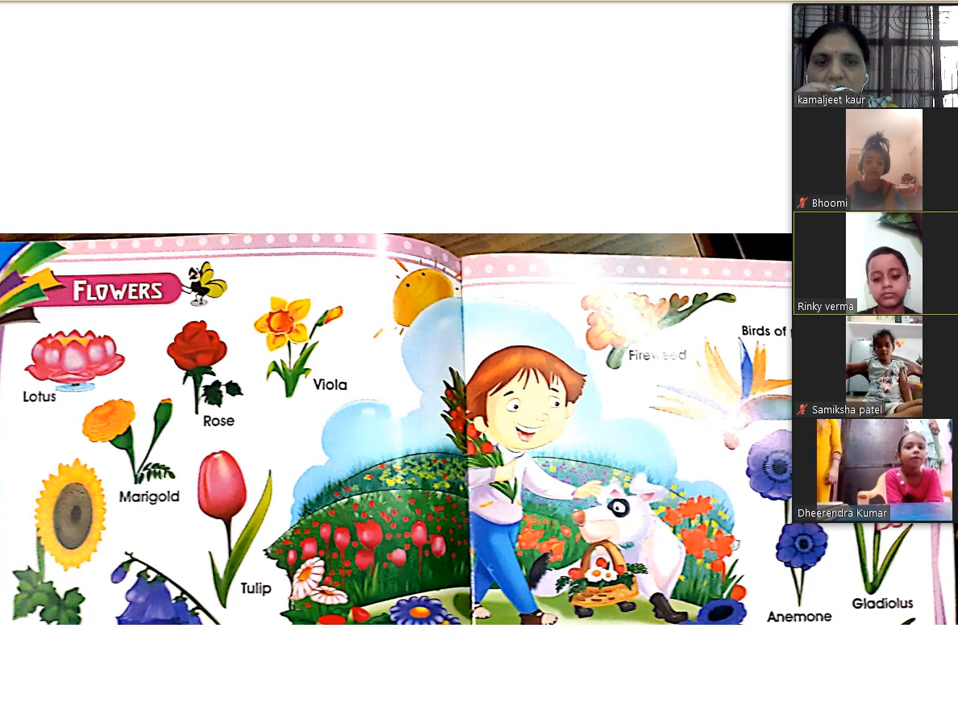 FLOWERS
Lotus
Rose
Viola
Marigold
Tulip
Fireweed
Birds of
Anemone
Gladiolus
kamaljeet kaur
Bhoomi
Rinky verma
Samiksha patel
Dheerendra Kumar